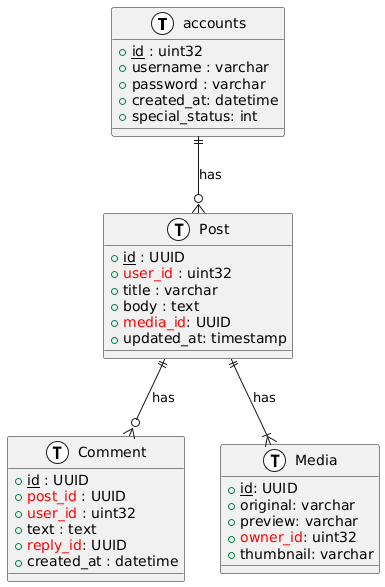 T accounts
id : uint32
username : varchar
password : varchar
created_at: datetime
special_status: int
has
T Post
id : UUID
user_id : uint32
title : varchar
body : text
media_id: UUID
updated_at: timestamp
has
has
T Comment
id : UUID
post_id : UUID
user_id : uint32
text : text
reply_id: UUID
created_at : datetime
T Media
id: UUID
original: varchar
preview: varchar
owner_id: uint32
thumbnail: varchar